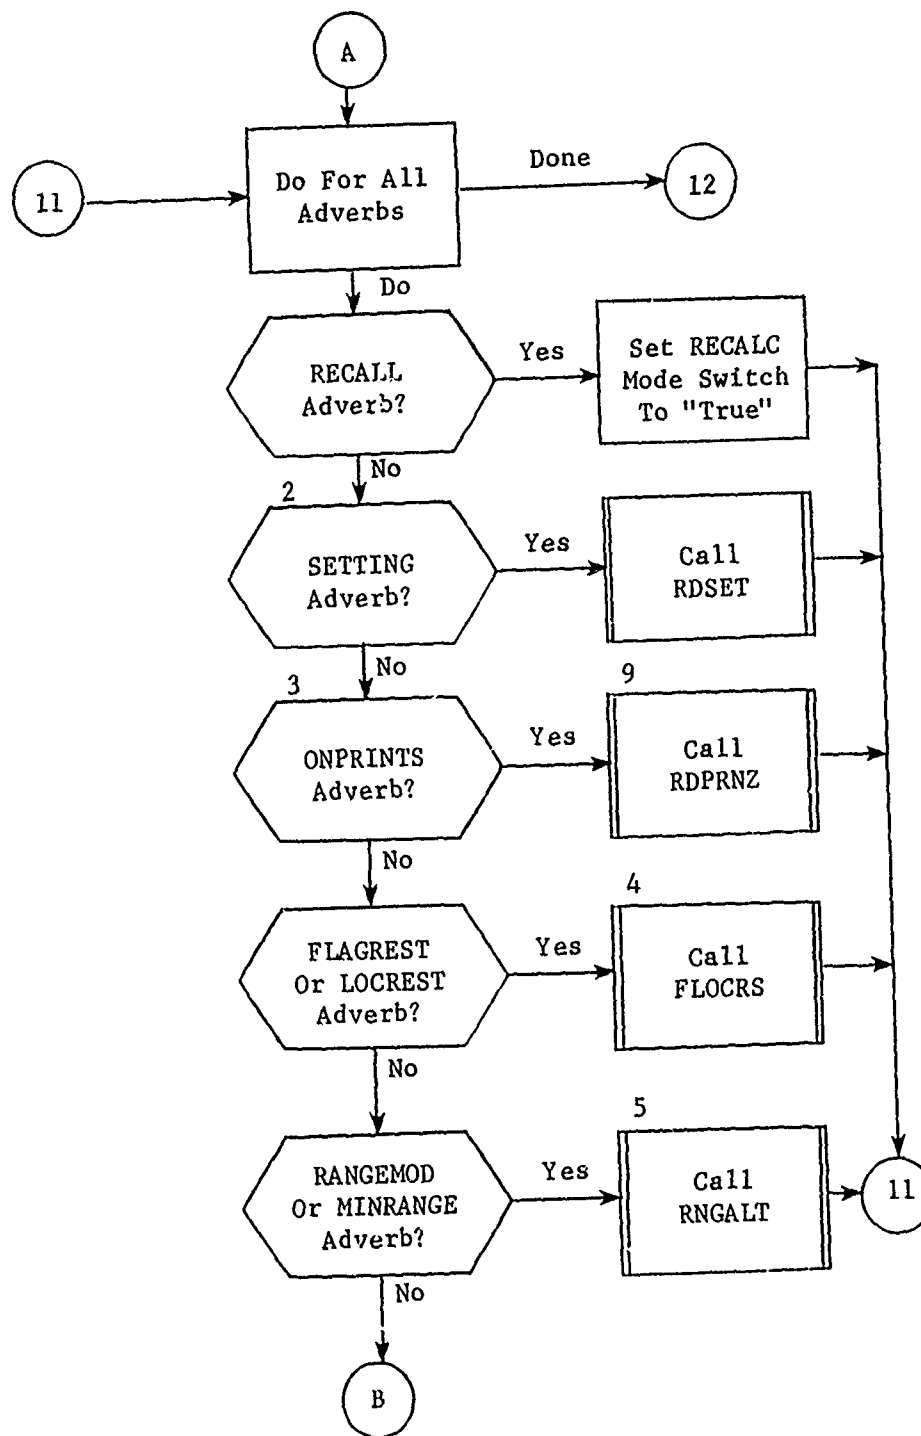 A
Do For All
Adverbs
Done
12
11
Do
RECALL
Adverb?
Yes
Set RECALC
Mode Switch
To "True"
No
2
SETTING
Adverb?
Yes
Call
RDSET
No
3
ONPRINTS
Adverb?
Yes
9
Call
RDPRNZ
No
FLAGREST
Or LOCREST
Adverb?
Yes
4
Call
FLOCRS
No
RANGEMOD
Or MINRANGE
Adverb?
Yes
5
Call
RNGALT
11
No
B